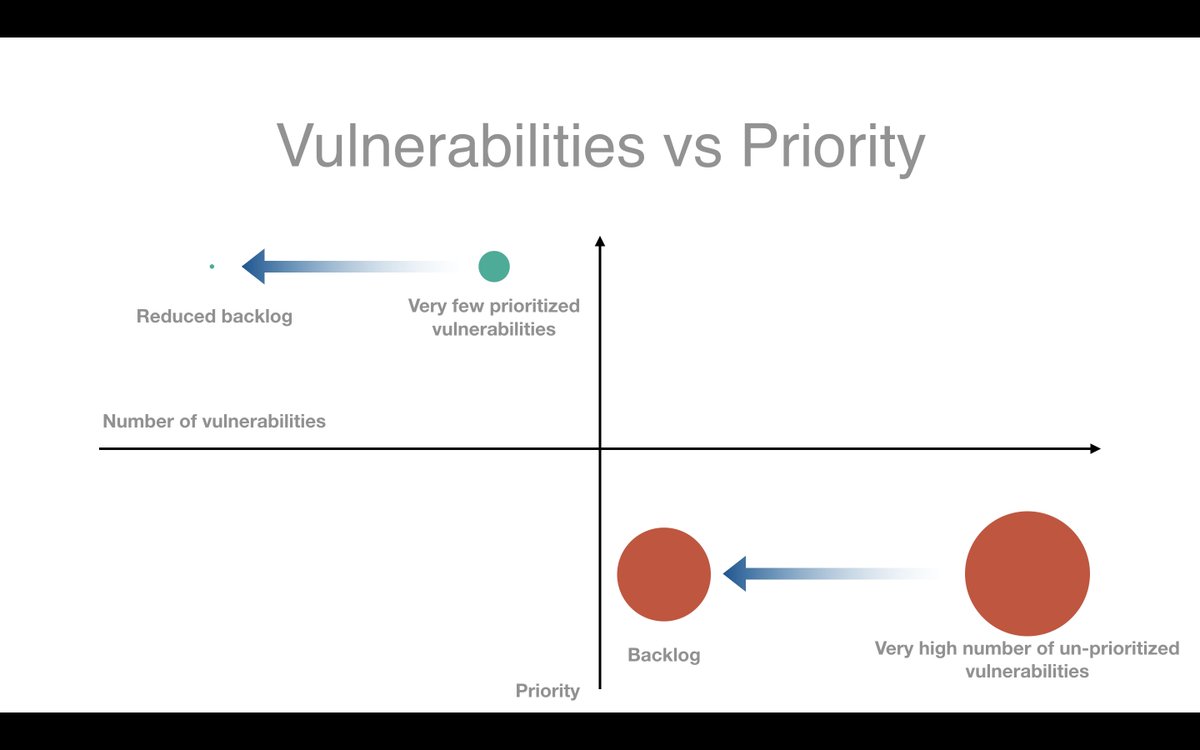 Vulnerabilities vs Priority
Reduced backlog
Very few prioritized
vulnerabilities
Number of vulnerabilities
Backlog
Very high number of un-prioritized
vulnerabilities
Priority